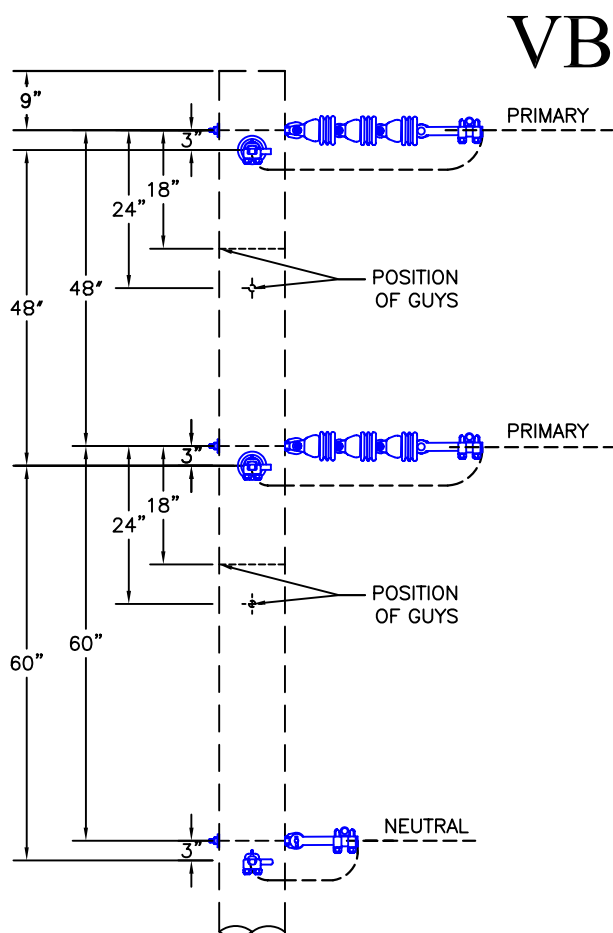 VB
9”
PRIMARY
3”
18”
24”
POSITION
OF GUYS
48”
48”
PRIMARY
3”
18”
24”
POSITION
OF GUYS
60”
60”
NEUTRAL
3”